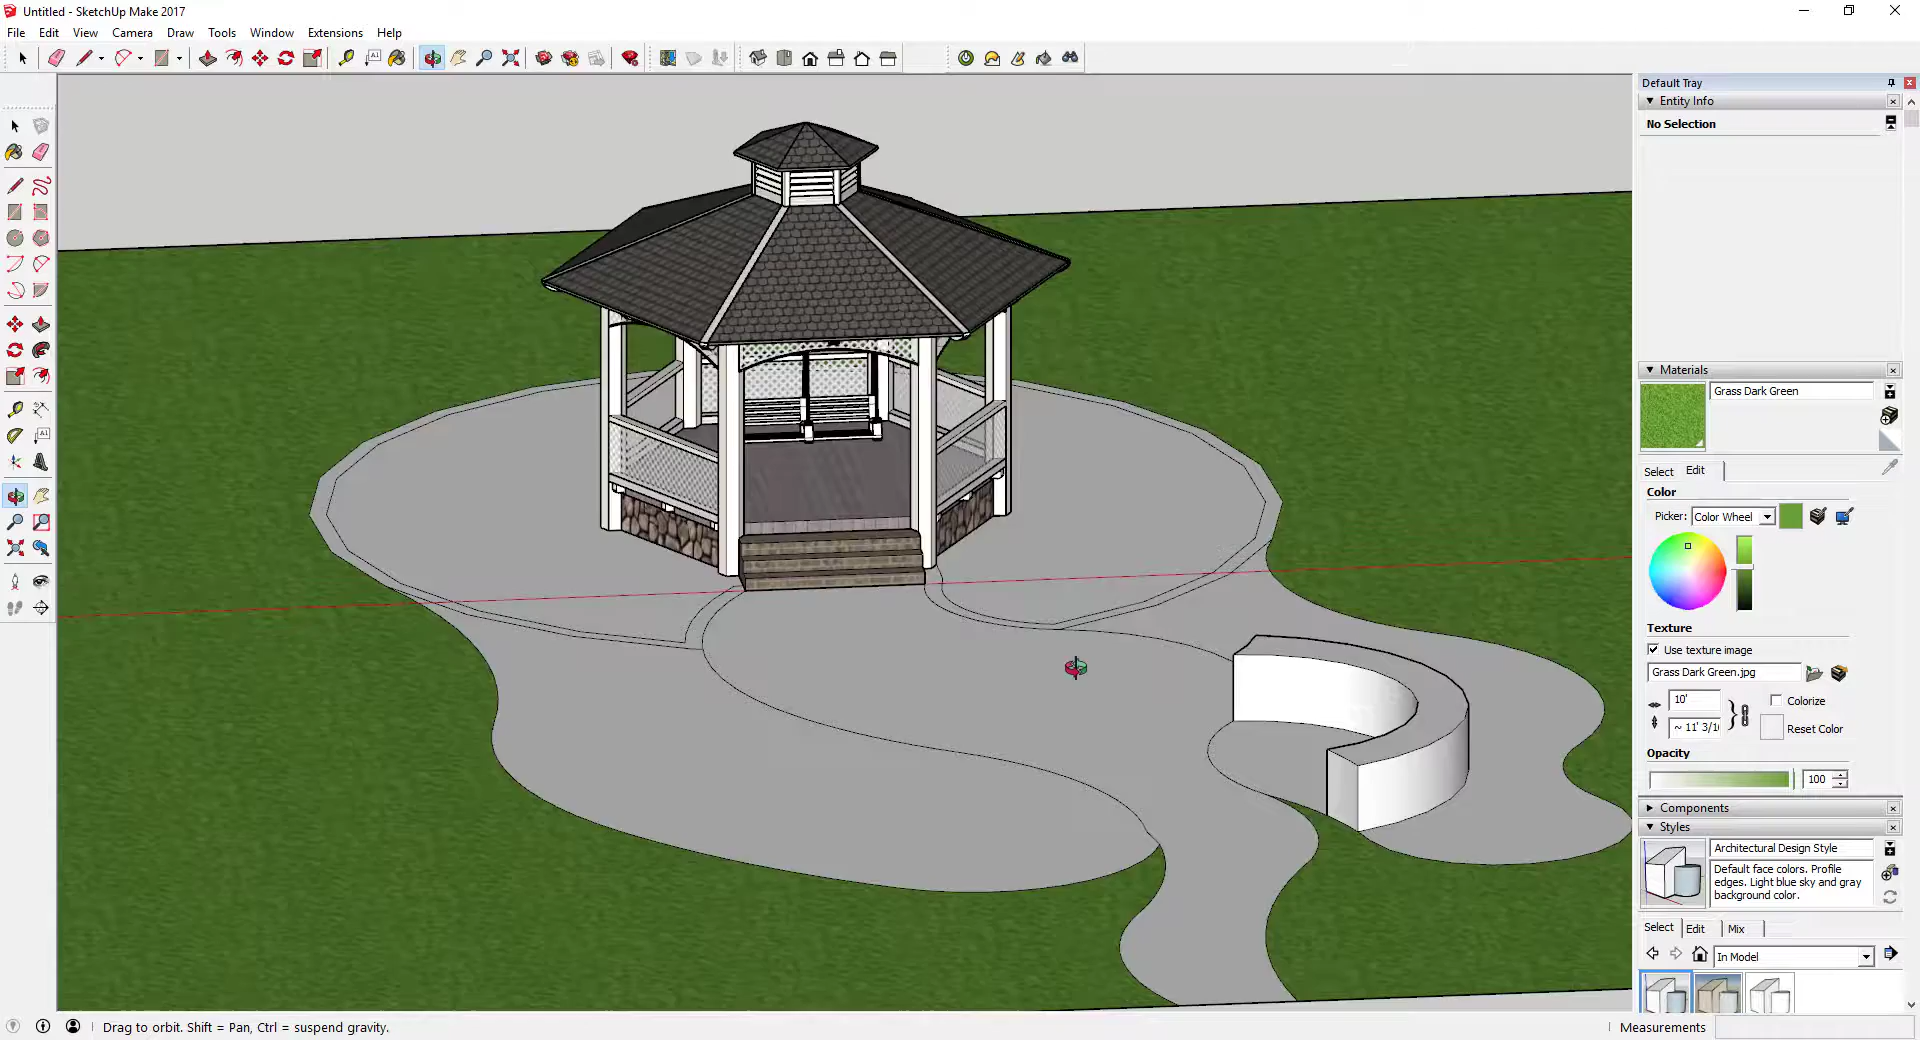 Untitled - SketchUp Make 2017
File Edit View Camera Draw Tools Window Extensions Help
Default Tray
Entity Info
No Selection
Materials
Grass Dark Green
Select Edit
Color
Picker: Color Wheel
Texture
Use texture image
Grass Dark Green.jpg
10'
Colorize
~ 11' 3/1
Reset Color
Opacity
100
Components
Styles
Architectural Design Style
Default face colors. Profile
edges. Light blue sky and gray
background color.
Select Edit Mix
In Model
Drag to orbit. Shift = Pan, Ctrl = suspend gravity.
Measurements